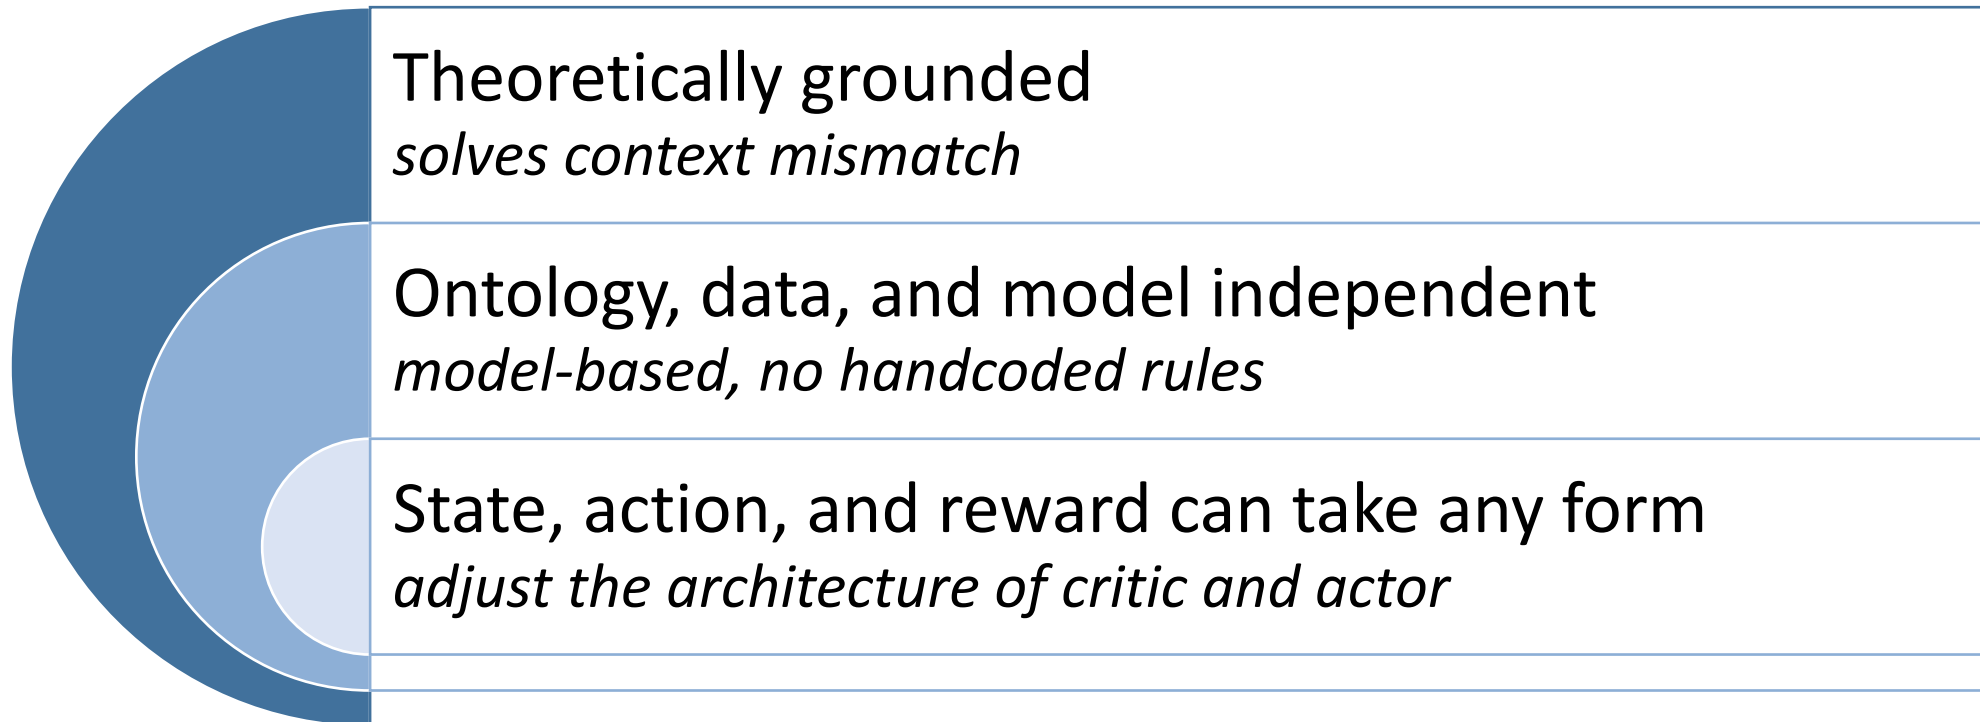 Theoretically grounded
solves context mismatch
Ontology, data, and model independent
model-based, no handcoded rules
State, action, and reward can take any form
adjust the architecture of critic and actor